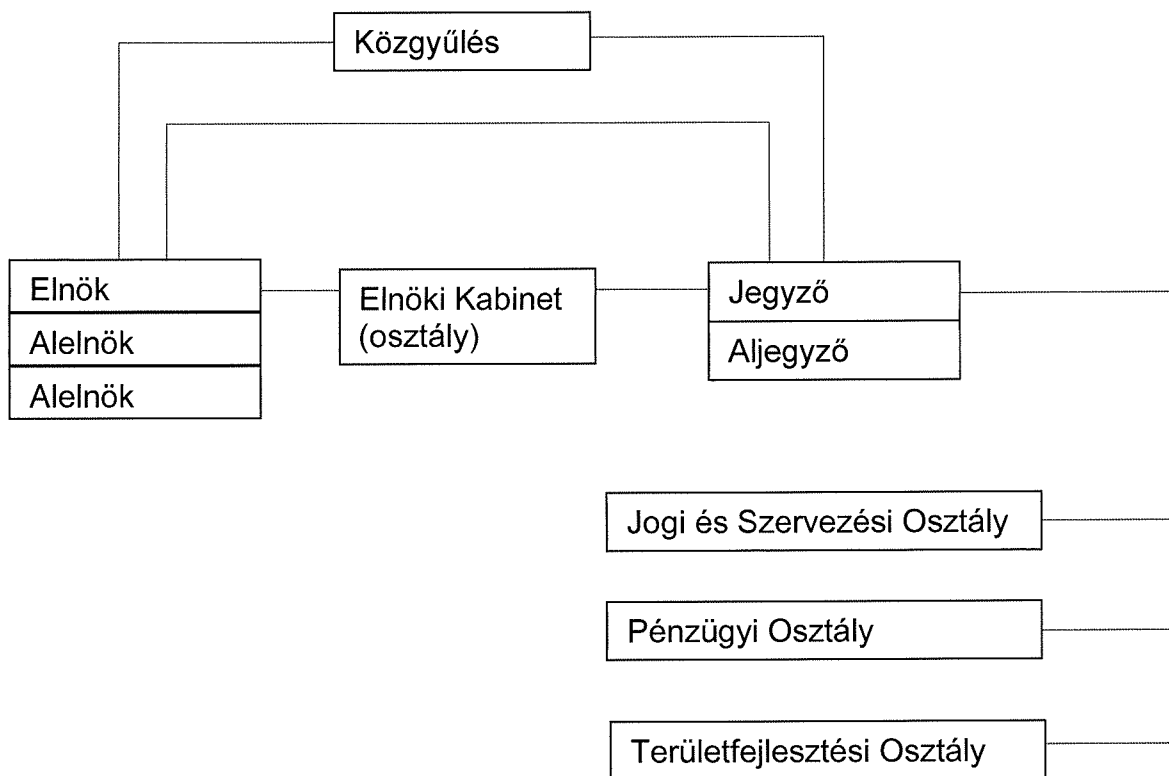 Közgyűlés
Elnök
Alelnök
Alelnök
Elnöki Kabinet
(osztály)
Jegyző
Aljegyző
Jogi és Szervezési Osztály
Pénzügyi Osztály
Területfejlesztési Osztály